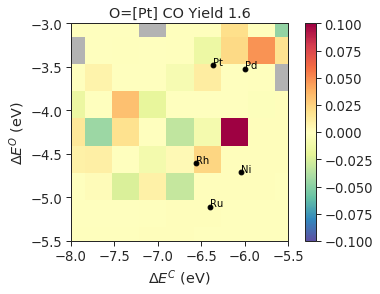 O=[Pt] CO Yield 1.6
−3.0
−3.5
−4.0
−4.5
−5.0
−5.5
ΔE^O (eV)
Pt
Pd
Rh
Ni
Ru
−8.0 −7.5 −7.0 −6.5 −6.0 −5.5
ΔE^C (eV)
0.100
0.075
0.050
0.025
0.000
−0.025
−0.050
−0.075
−0.100